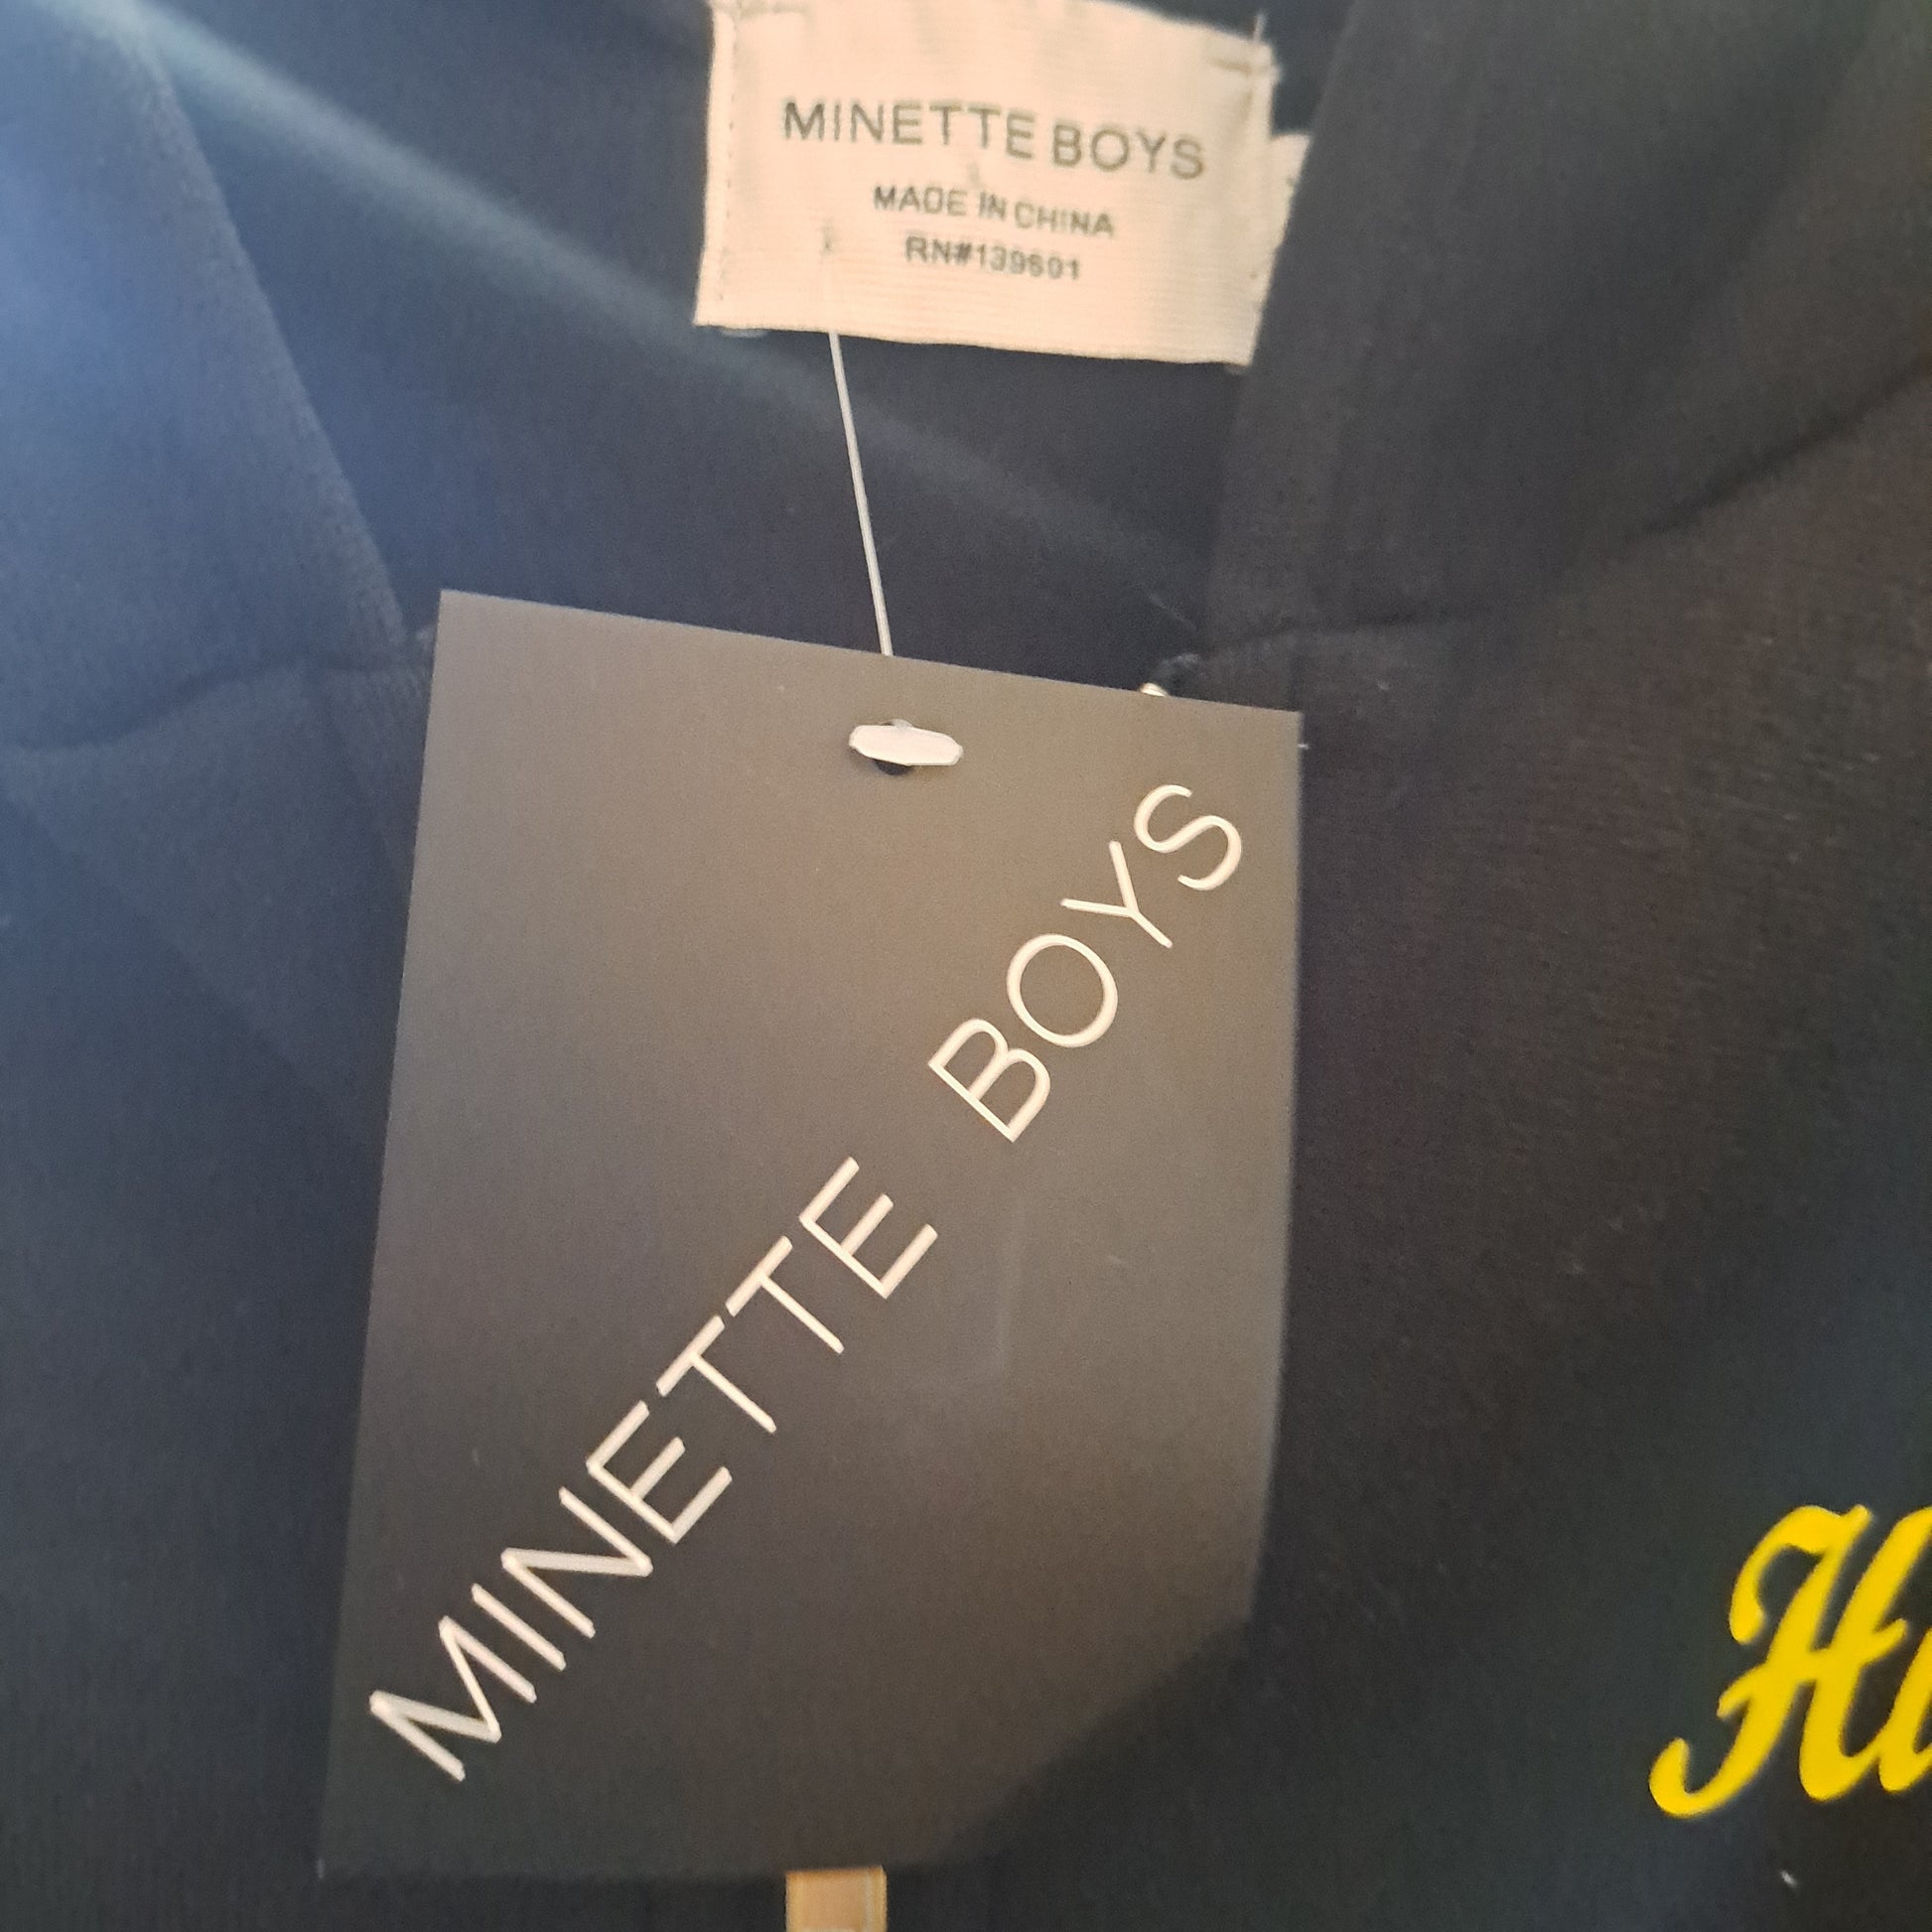 MINETTE BOYS
MADE IN CHINA
RN#139601
MINETTE BOYS